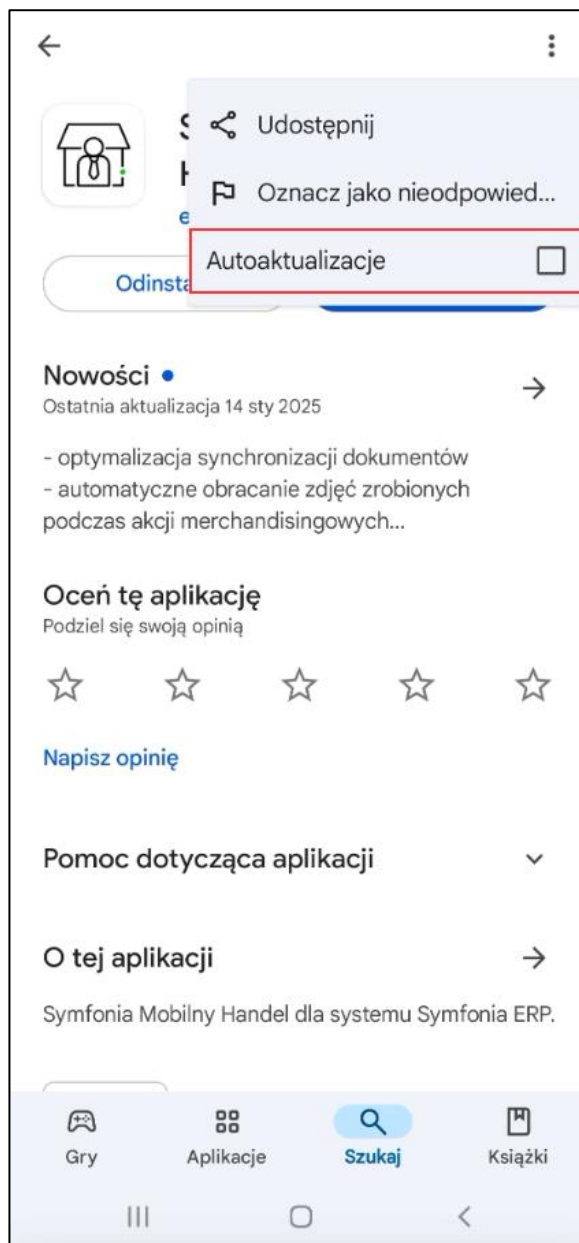 Udostępnij
Oznacz jako nieodpowied...
Autoaktualizacje
Odinsta
Nowości
Ostatnia aktualizacja 14 sty 2025
- optymalizacja synchronizacji dokumentów
- automatyczne obracanie zdjęć zrobionych
podczas akcji merchandisingowych...
Oceń tę aplikację
Podziel się swoją opinią
Napisz opinię
Pomoc dotycząca aplikacji
O tej aplikacji
Symfonia Mobilny Handel dla systemu Symfonia ERP.
Gry Aplikacje Szukaj Książki